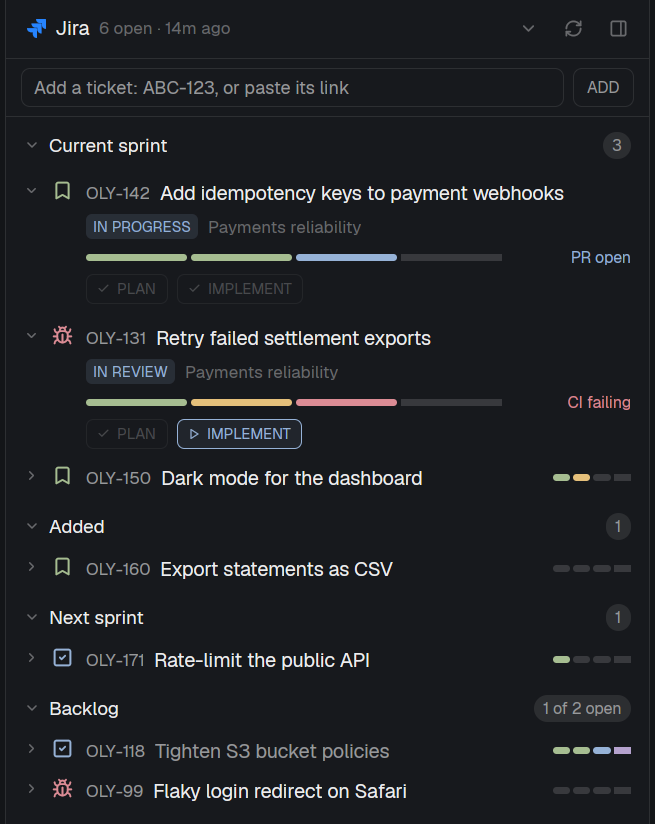 Jira 6 open · 14m ago
Add a ticket: ABC-123, or paste its link ADD
Current sprint 3
OLY-142 Add idempotency keys to payment webhooks
IN PROGRESS Payments reliability
PR open
PLAN IMPLEMENT
OLY-131 Retry failed settlement exports
IN REVIEW Payments reliability
CI failing
PLAN IMPLEMENT
OLY-150 Dark mode for the dashboard
Added 1
OLY-160 Export statements as CSV
Next sprint 1
OLY-171 Rate-limit the public API
Backlog 1 of 2 open
OLY-118 Tighten S3 bucket policies
OLY-99 Flaky login redirect on Safari